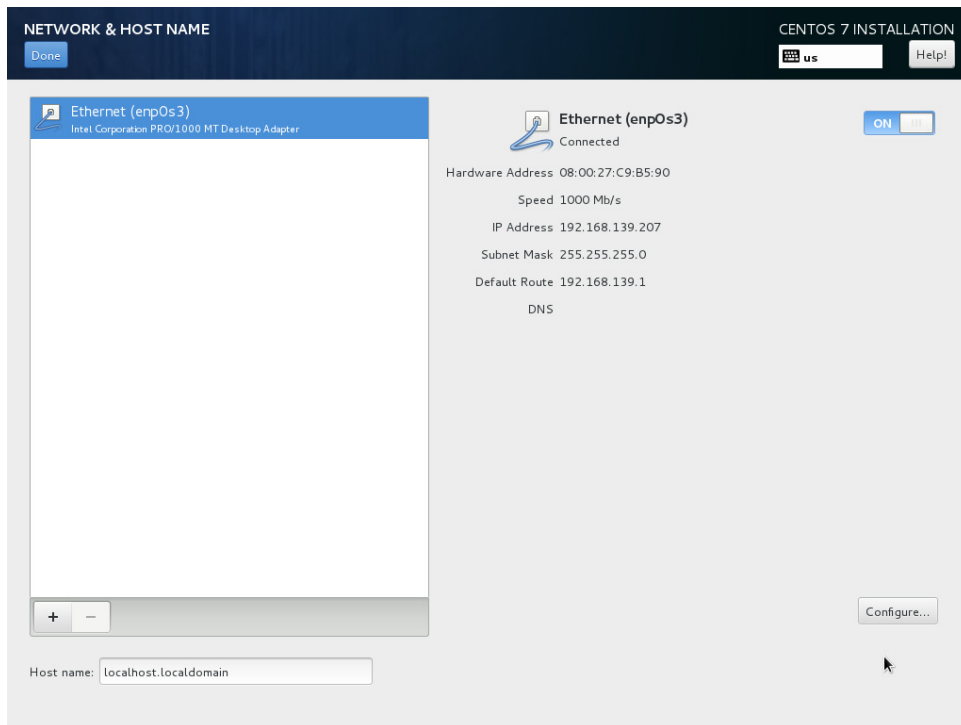 NETWORK & HOST NAME
CENTOS 7 INSTALLATION
Done
us
Help!
Ethernet (enp0s3)
Intel Corporation PRO/1000 MT Desktop Adapter
Ethernet (enp0s3)
Connected
ON
Hardware Address 08:00:27:C9:B5:90
Speed 1000 Mb/s
IP Address 192.168.139.207
Subnet Mask 255.255.255.0
Default Route 192.168.139.1
DNS
+ −
Configure...
Host name: localhost.localdomain